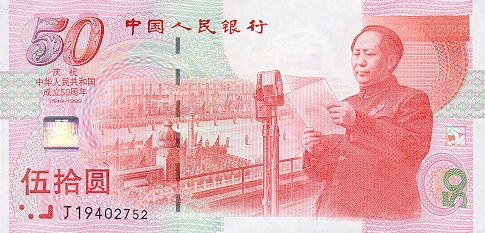 中国人民银行
50
庆祝
中华人民共和国
成立50周年
1949-1999
伍拾圆
J19402752
50